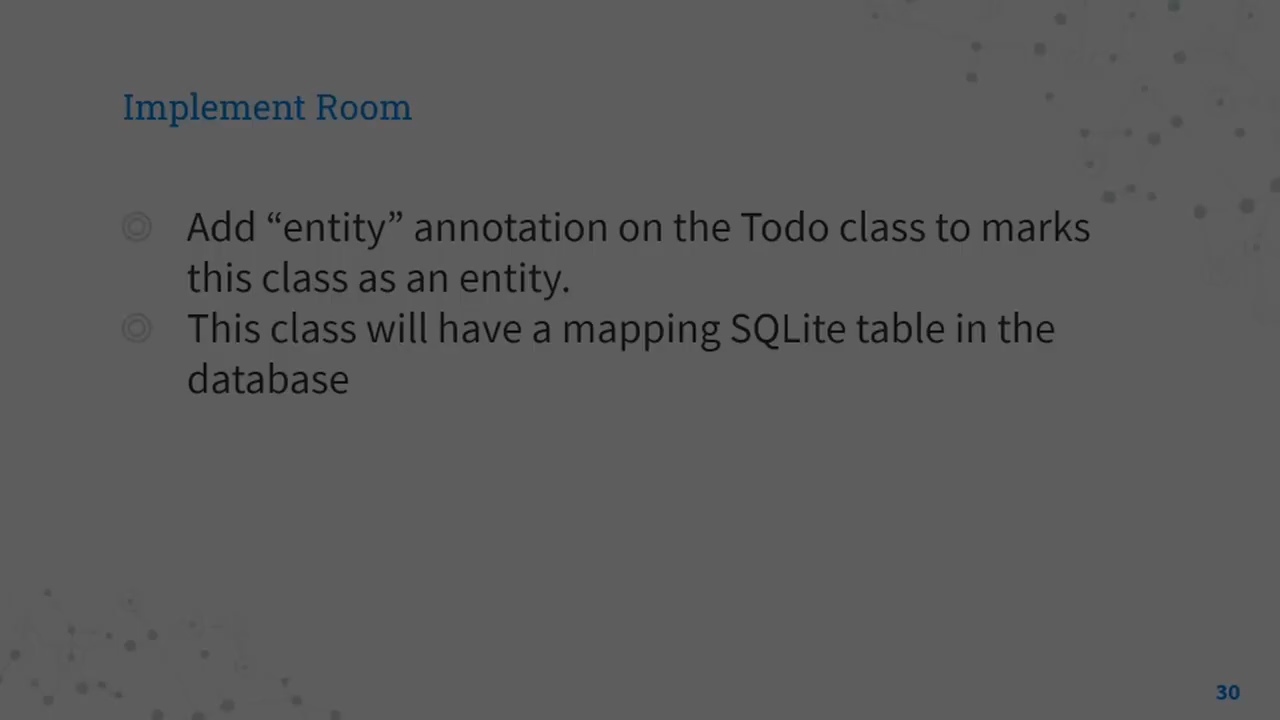 Implement Room
Add “entity” annotation on the Todo class to marks
this class as an entity.
This class will have a mapping SQLite table in the
database
30